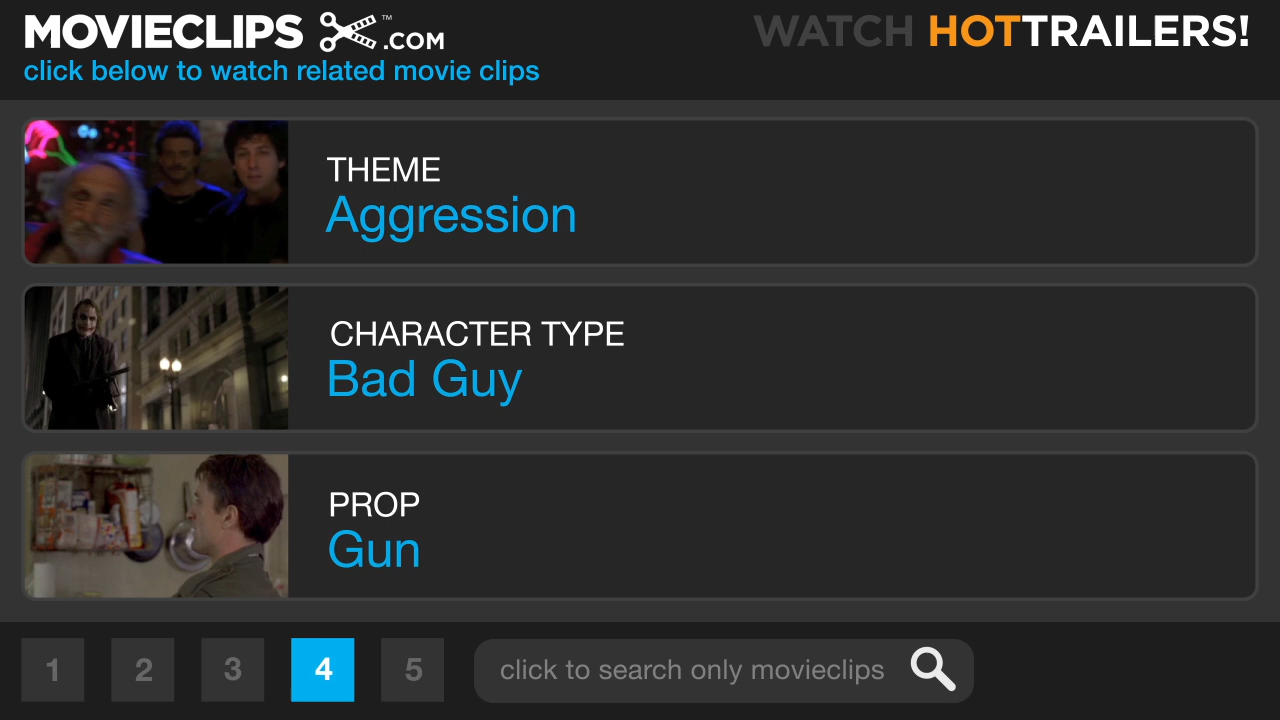 MOVIECLIPS ™ .COM
WATCH HOTTRAILERS!
click below to watch related movie clips
THEME
Aggression
CHARACTER TYPE
Bad Guy
PROP
Gun
1 2 3 4 5 click to search only movieclips